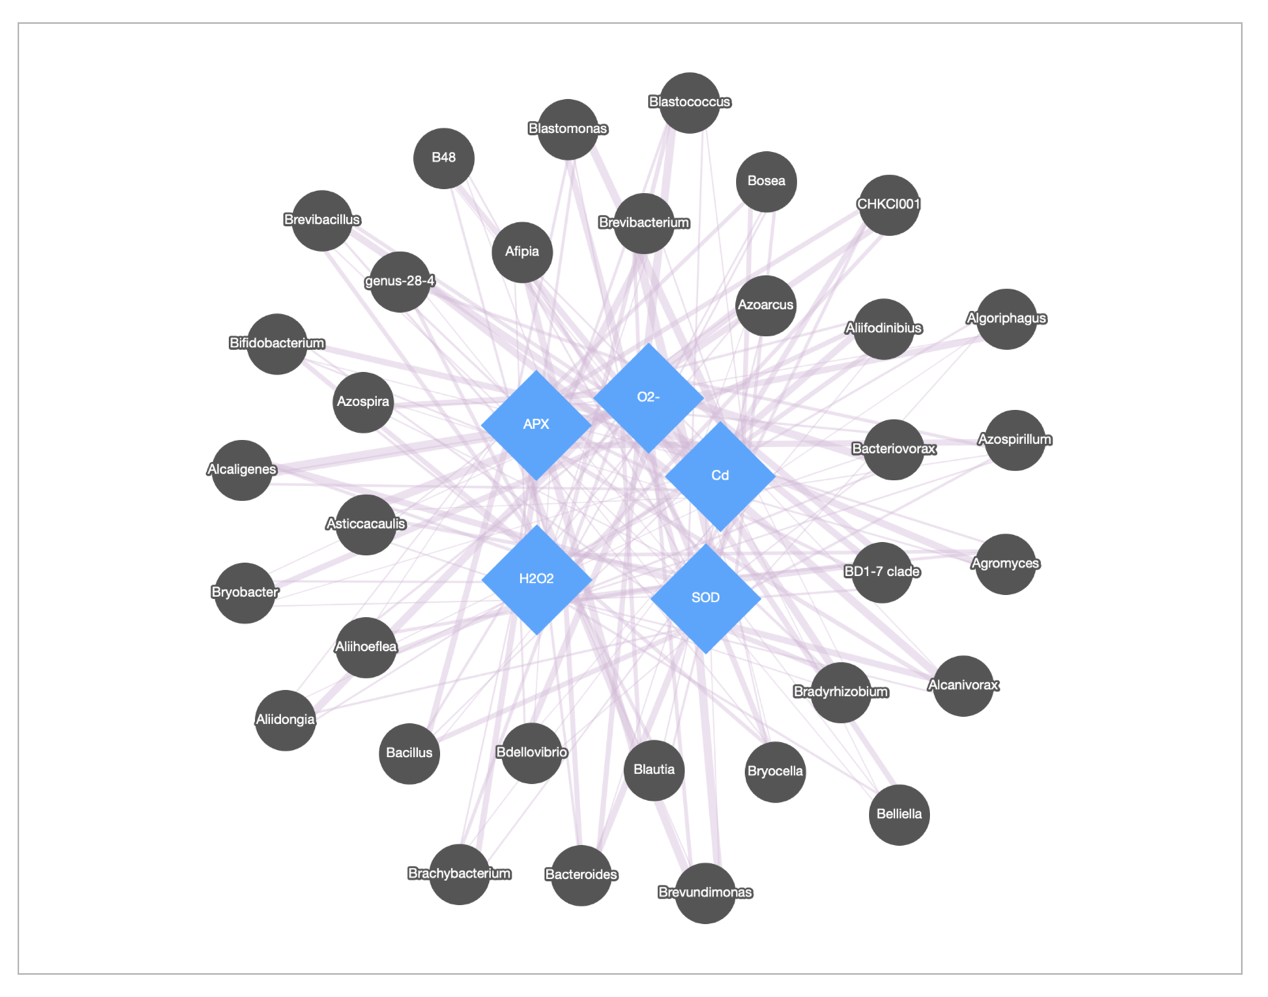 Blastococcus
Blastomonas
B48
Bosea
CHKCI001
Brevibacillus
Brevibacterium
Afipia
genus-28-4
Azoarcus
Algoriphagus
Aliifodinibius
Bifidobacterium
Azospira
O2-
APX
Azospirillum
Bacteriovorax
Alcaligenes
Cd
Asticcacaulis
Agromyces
BD1-7 clade
H2O2
Bryobacter
SOD
Aliihoeflea
Alcanivorax
Bradyrhizobium
Aliidongia
Bacillus
Bdellovibrio
Blautia
Bryocella
Belliella
Brachybacterium
Bacteroides
Brevundimonas